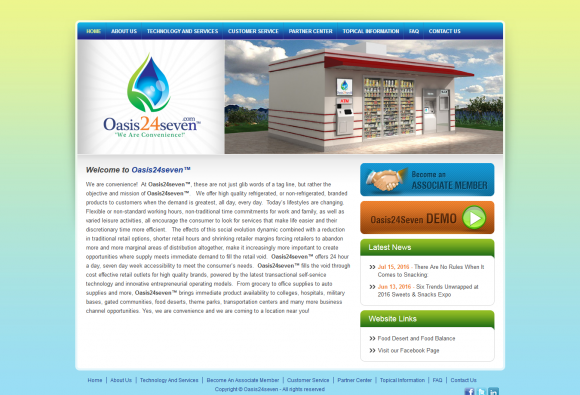 HOME ABOUT US TECHNOLOGY AND SERVICES CUSTOMER SERVICE PARTNER CENTER TOPICAL INFORMATION FAQ CONTACT US
.com
Oasis24seven™
"We Are Convenience!"
Welcome to Oasis24seven™
We are convenience! At Oasis24seven™, these are not just glib words of a tag line, but rather the
objective and mission of Oasis24seven™. We offer high quality refrigerated, or non-refrigerated, branded
products to customers when the demand is greatest, all day, every day. Today's lifestyles are changing.
Flexible or non-standard working hours, non-traditional time commitments for work and family, as well as
varied leisure activities, all encourage the consumer to look for services that make life easier and their
discretionary time more efficient. The effects of this social evolution dynamic combined with a reduction
in traditional retail options, shorter retail hours and shrinking retailer margins forcing retailers to abandon
more and more marginal areas of distribution altogether, make it increasingly more important to create
opportunities where supply meets immediate demand to fill the retail void. Oasis24seven™ offers 24 hour
a day, seven day week accessibility to meet the consumer's needs. Oasis24seven™ fills the void through
cost effective retail outlets for high quality brands, powered by the latest transactional self-service
technology and innovative entrepreneurial operating models. From grocery to office supplies to auto
supplies and more, Oasis24seven™ brings immediate product availability to colleges, hospitals, military
bases, gated communities, food deserts, theme parks, transportation centers and many more business
channel opportunities. Yes, we are convenience and we are coming to a location near you!
Become an
ASSOCIATE MEMBER
Oasis24Seven DEMO
Latest News
Jul 15, 2016 - There Are No Rules When It
Comes to Snacking
Jun 13, 2016 - Six Trends Unwrapped at
2016 Sweets & Snacks Expo
Website Links
Food Desert and Food Balance
Visit our Facebook Page
Home | About Us | Technology And Services | Become An Associate Member | Customer Service | Partner Center | Topical Information | FAQ | Contact Us
Copyright © Oasis24seven - All rights reserved